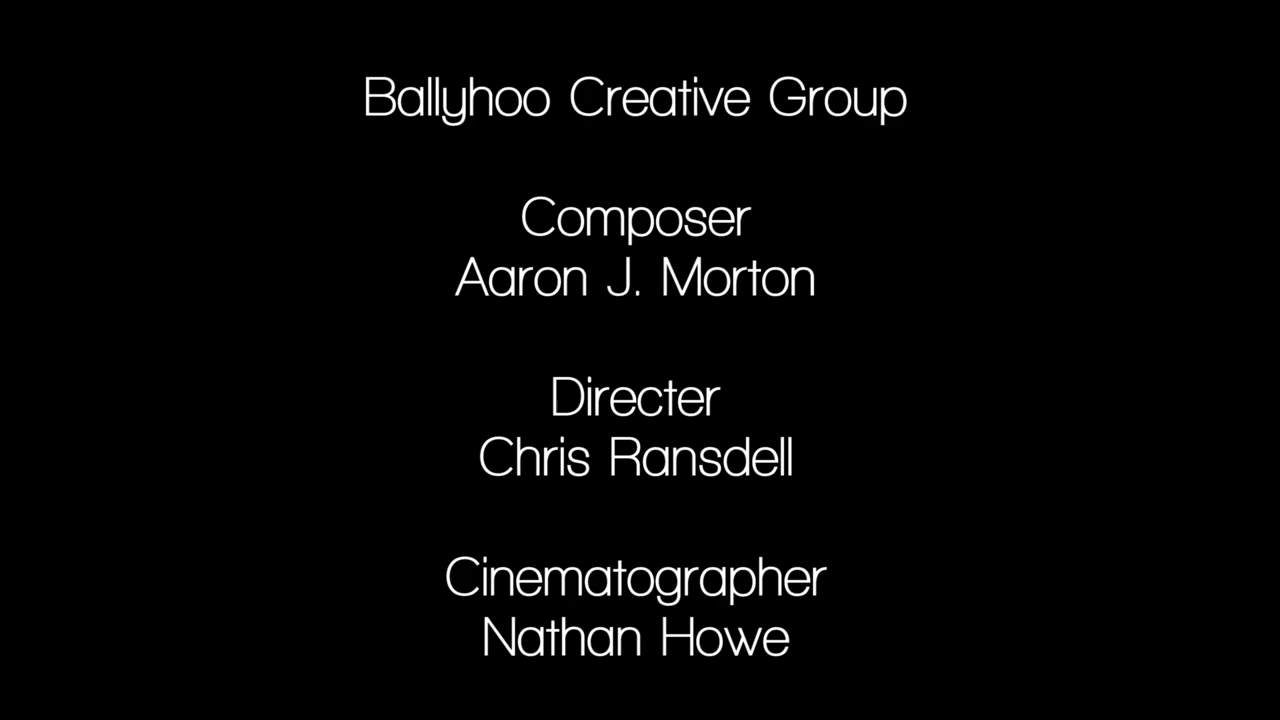 Ballyhoo Creative Group
Composer
Aaron J. Morton
Directer
Chris Ransdell
Cinematographer
Nathan Howe